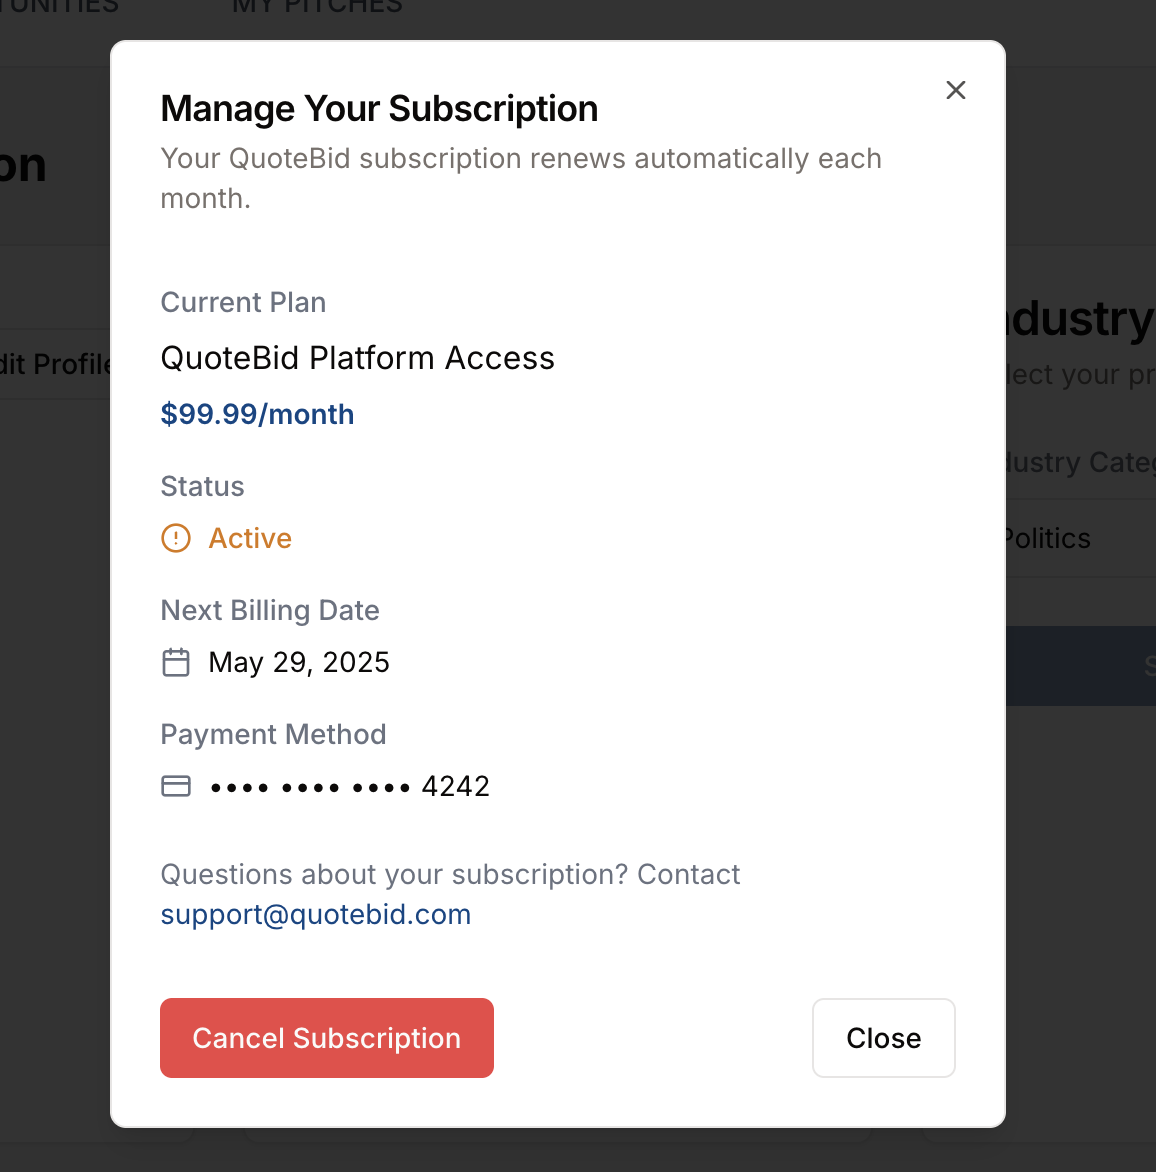 MY PITCHES
Manage Your Subscription
Your QuoteBid subscription renews automatically each
month.
on
Current Plan
QuoteBid Platform Access
$99.99/month
Status
Active
Next Billing Date
May 29, 2025
Payment Method
•••• •••• •••• 4242
Questions about your subscription? Contact
support@quotebid.com
Cancel Subscription
Close
dit Profile
ndustry
lect your pr
dustry Categ
Politics
S